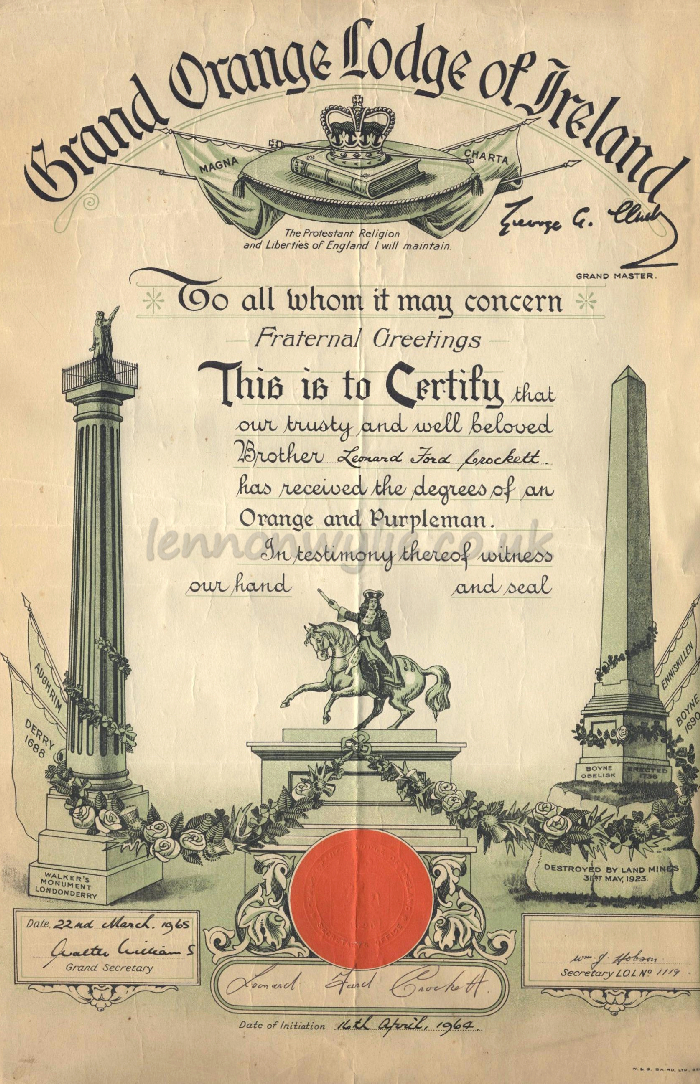 Grand Orange Lodge of Ireland
MAGNA CHARTA
The Protestant Religion
and Liberties of England I will maintain.
George A.
GRAND MASTER.
To all whom it may concern
Fraternal Greetings
This is to Certify that
our trusty and well beloved
Brother Leonard Ford Crockett.
has received the degrees of an
Orange and Purpleman.
lennonwylie.co.uk
In testimony thereof witness
our hand and seal
AUGHRIM
DERRY
1688
ENNISKILLEN
BOYNE
1690
BOYNE
OBELISK
ERECTED
1736
WALKER'S
MONUMENT
LONDONDERRY
DESTROYED BY LAND MINES
31ST MAY, 1923.
Date. 22nd March. 1965
Walter Williams
Grand Secretary
Wm J. Hobson
Secretary L.O.L. No 1119
Leonard Ford Crockett.
Date of Initiation 16th April, 1964.